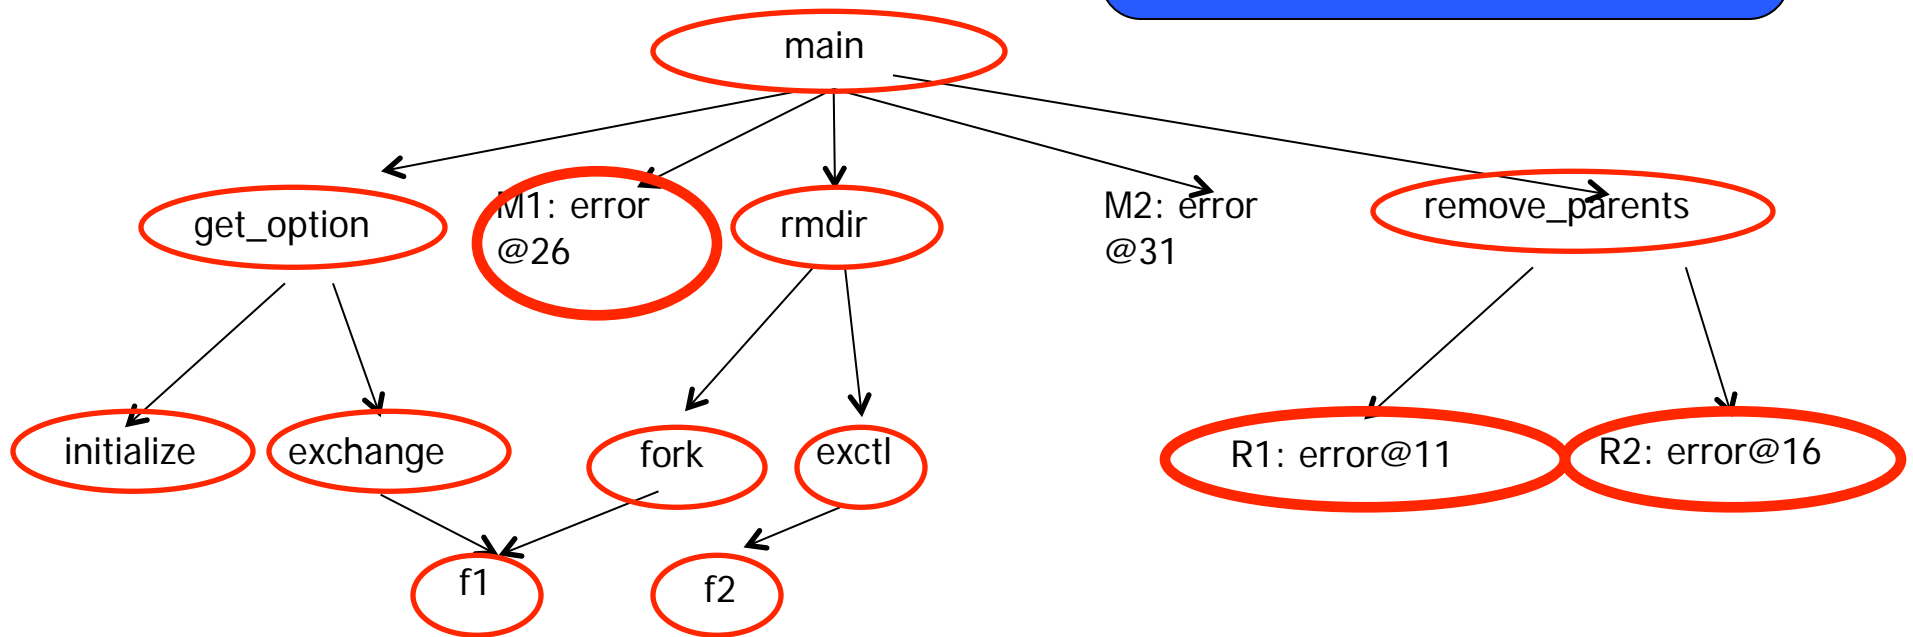 main
get_option
M1: error
@26
rmdir
M2: error
@31
remove_parents
initialize
exchange
fork
exctl
R1: error@11
R2: error@16
f1
f2